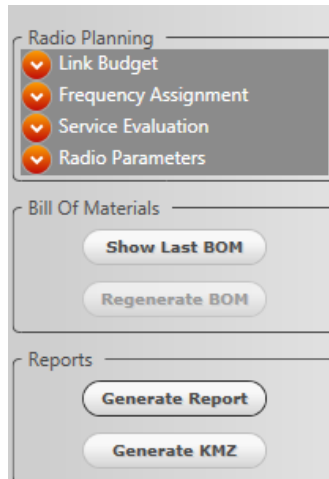 Radio Planning
Link Budget
Frequency Assignment
Service Evaluation
Radio Parameters
Bill Of Materials
Show Last BOM
Regenerate BOM
Reports
Generate Report
Generate KMZ